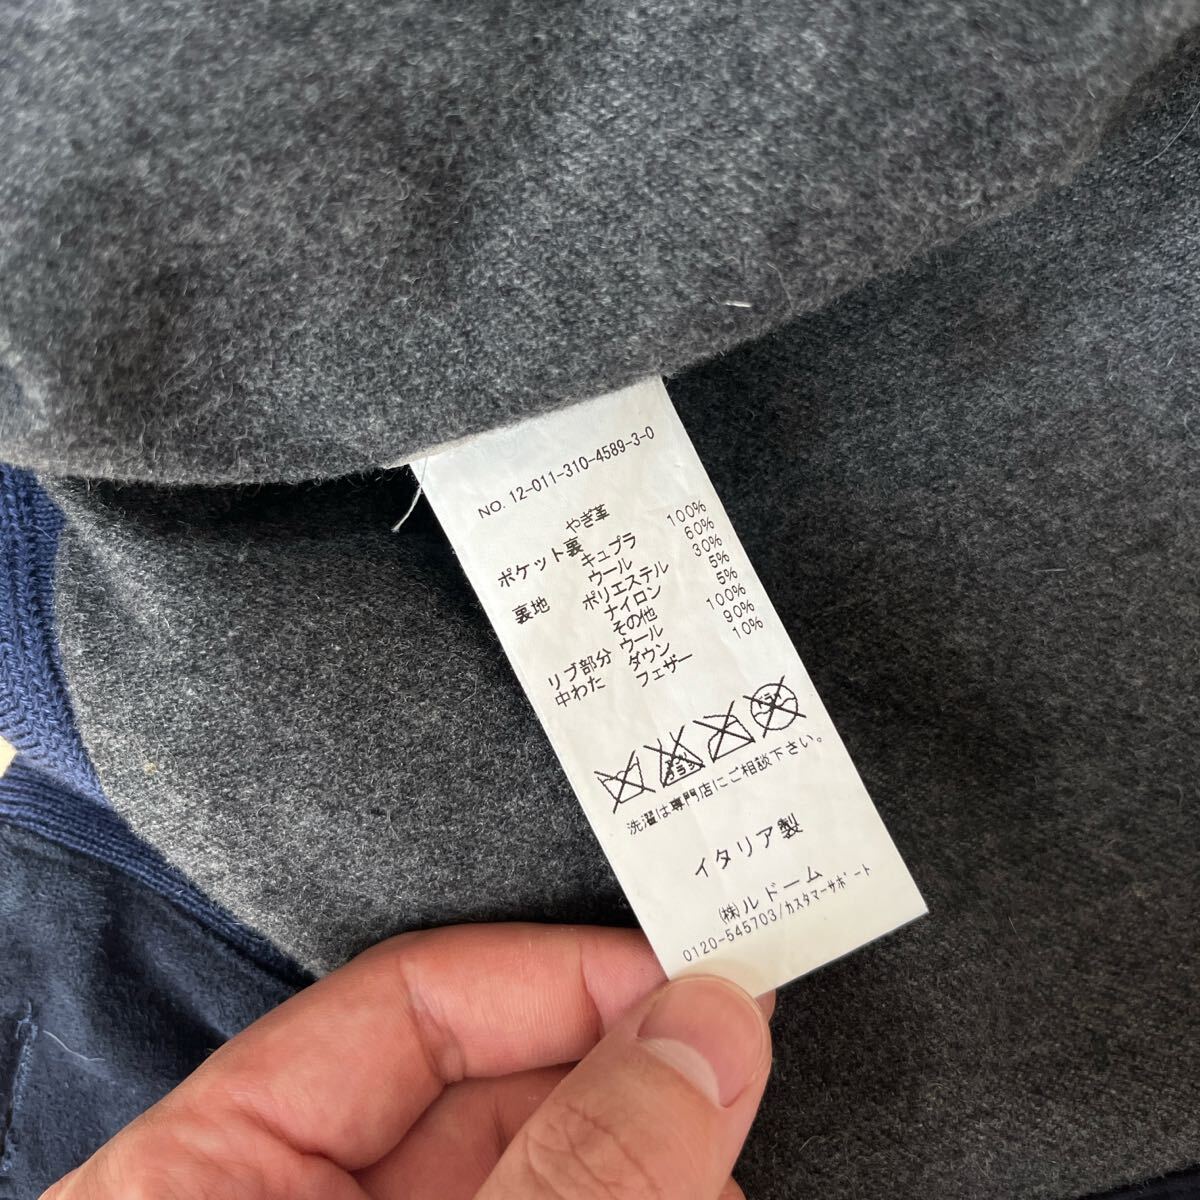 NO. 12-011-310-4589-3-0
やぎ革
ポケット裏 キュプラ 100%
裏地 ウール 60%
ポリエステル 30%
ナイロン 5%
その他 5%
リブ部分 ウール 100%
中わた ダウン 90%
フェザー 10%
ドライ
洗濯は専門店にご相談下さい。
イタリア製
㈱ルドーム
0120-545703/カスタマーサポート